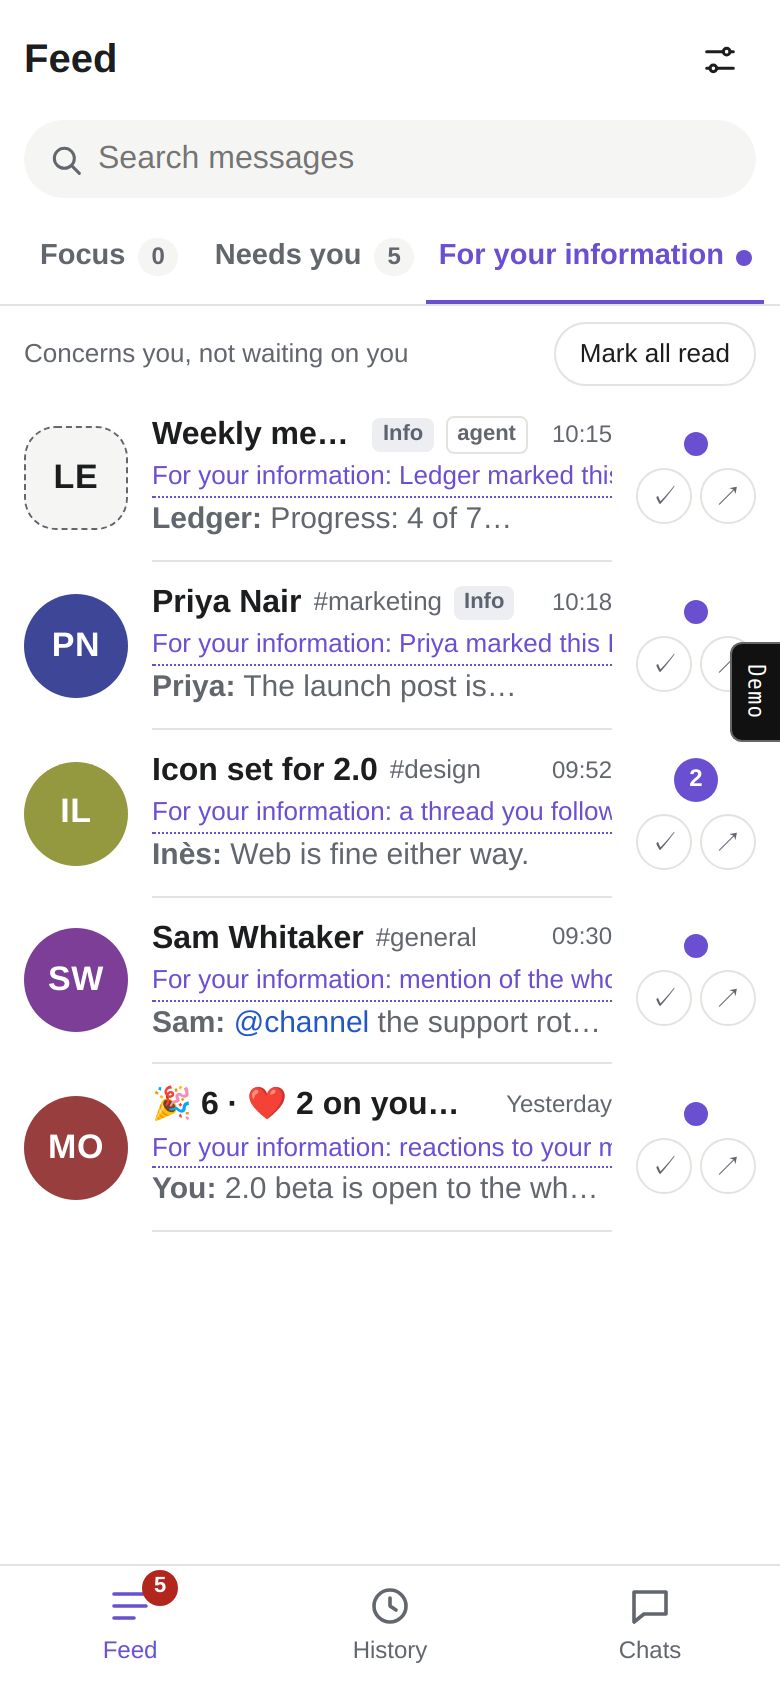 Feed
Search messages
Focus 0 Needs you 5 For your information
Concerns you, not waiting on you Mark all read
LE Weekly me… Info agent 10:15
For your information: Ledger marked this
Ledger: Progress: 4 of 7…
PN Priya Nair #marketing Info 10:18
For your information: Priya marked this
Priya: The launch post is…
Demo
IL Icon set for 2.0 #design 09:52 2
For your information: a thread you follow
Inès: Web is fine either way.
SW Sam Whitaker #general 09:30
For your information: mention of the who
Sam: @channel the support rot…
MO 🎉 6 · ❤️ 2 on you… Yesterday
For your information: reactions to your
You: 2.0 beta is open to the wh…
5
Feed History Chats